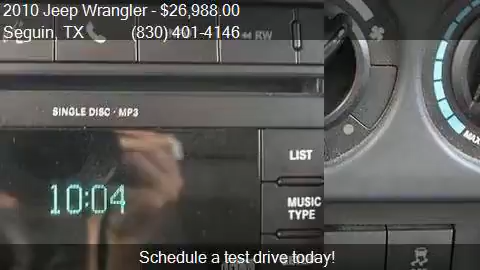 2010 Jeep Wrangler - $26,988.00
Seguin, TX (830) 401-4146
RW
SINGLE DISC · MP3
LIST
10:04
MUSIC
TYPE
MAX
Schedule a test drive today!